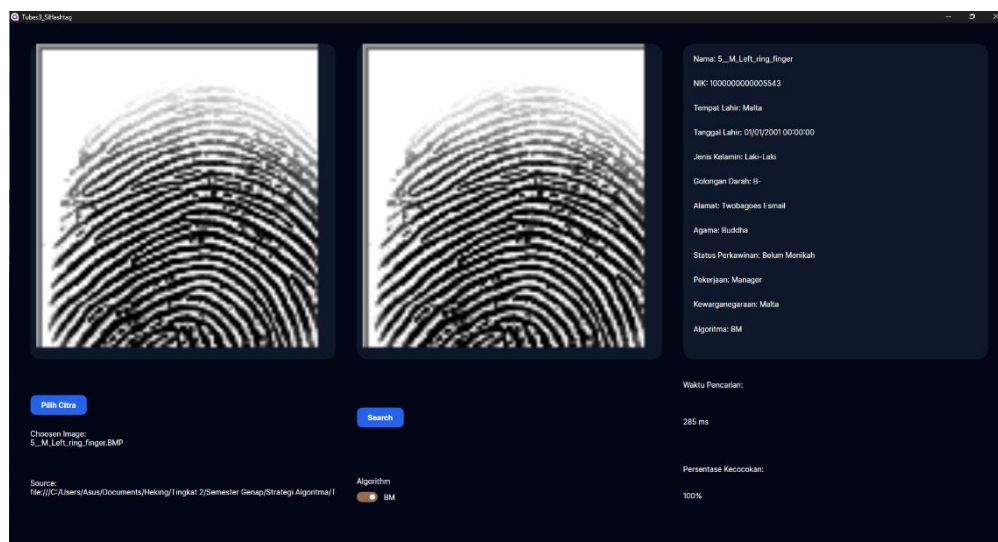 Tubes3_SiHashtag
Nama: 5__M_Left_ring_finger
NIK: 1000000000005543
Tempat Lahir: Malta
Tanggal Lahir: 01/01/2001 00:00:00
Jenis Kelamin: Laki-Laki
Golongan Darah: B-
Alamat: Twobagoes Esmail
Agama: Buddha
Status Perkawinan: Belum Menikah
Pekerjaan: Manager
Kewarganegaraan: Malta
Algoritma: BM
Pilih Citra
Choosen Image:
5__M_Left_ring_finger.BMP
Source:
file:///C:/Users/Asus/Documents/Heking/Tingkat 2/Semester Genap/Strategi Algoritma/T
Search
Algorithm
BM
Waktu Pencarian:
285 ms
Persentase Kecocokan:
100%